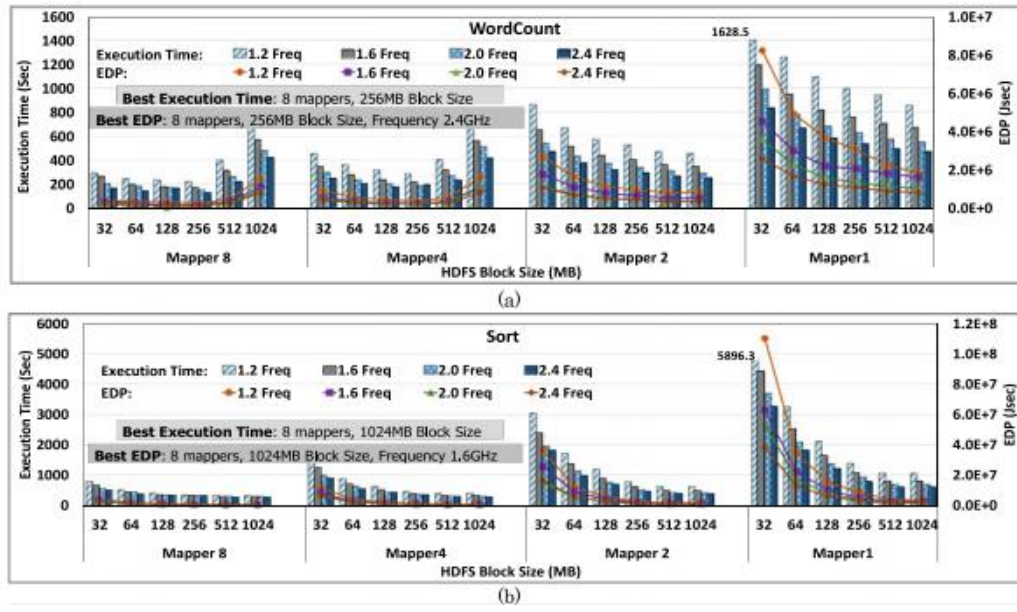 WordCount
Execution Time: 1.2 Freq 1.6 Freq 2.0 Freq 2.4 Freq
EDP: 1.2 Freq 1.6 Freq 2.0 Freq 2.4 Freq
Best Execution Time: 8 mappers, 256MB Block Size
Best EDP: 8 mappers, 256MB Block Size, Frequency 2.4GHz
1628.5
Execution Time (Sec)
1600
1400
1200
1000
800
600
400
200
0
EDP (Jsec)
1.0E+7
8.0E+6
6.0E+6
4.0E+6
2.0E+6
0.0E+0
32 64 128 256 512 1024 32 64 128 256 512 1024 32 64 128 256 512 1024 32 64 128 256 512 1024
Mapper 8 Mapper4 Mapper 2 Mapper1
HDFS Block Size (MB)
(a)
Sort
Execution Time: 1.2 Freq 1.6 Freq 2.0 Freq 2.4 Freq
EDP: 1.2 Freq 1.6 Freq 2.0 Freq 2.4 Freq
Best Execution Time: 8 mappers, 1024MB Block Size
Best EDP: 8 mappers, 1024MB Block Size, Frequency 1.6GHz
5896.3
Execution Time (Sec)
6000
5000
4000
3000
2000
1000
0
EDP (Jsec)
1.2E+8
1.0E+8
8.0E+7
6.0E+7
4.0E+7
2.0E+7
0.0E+0
32 64 128 256 512 1024 32 64 128 256 512 1024 32 64 128 256 512 1024 32 64 128 256 512 1024
Mapper 8 Mapper4 Mapper 2 Mapper1
HDFS Block Size (MB)
(b)